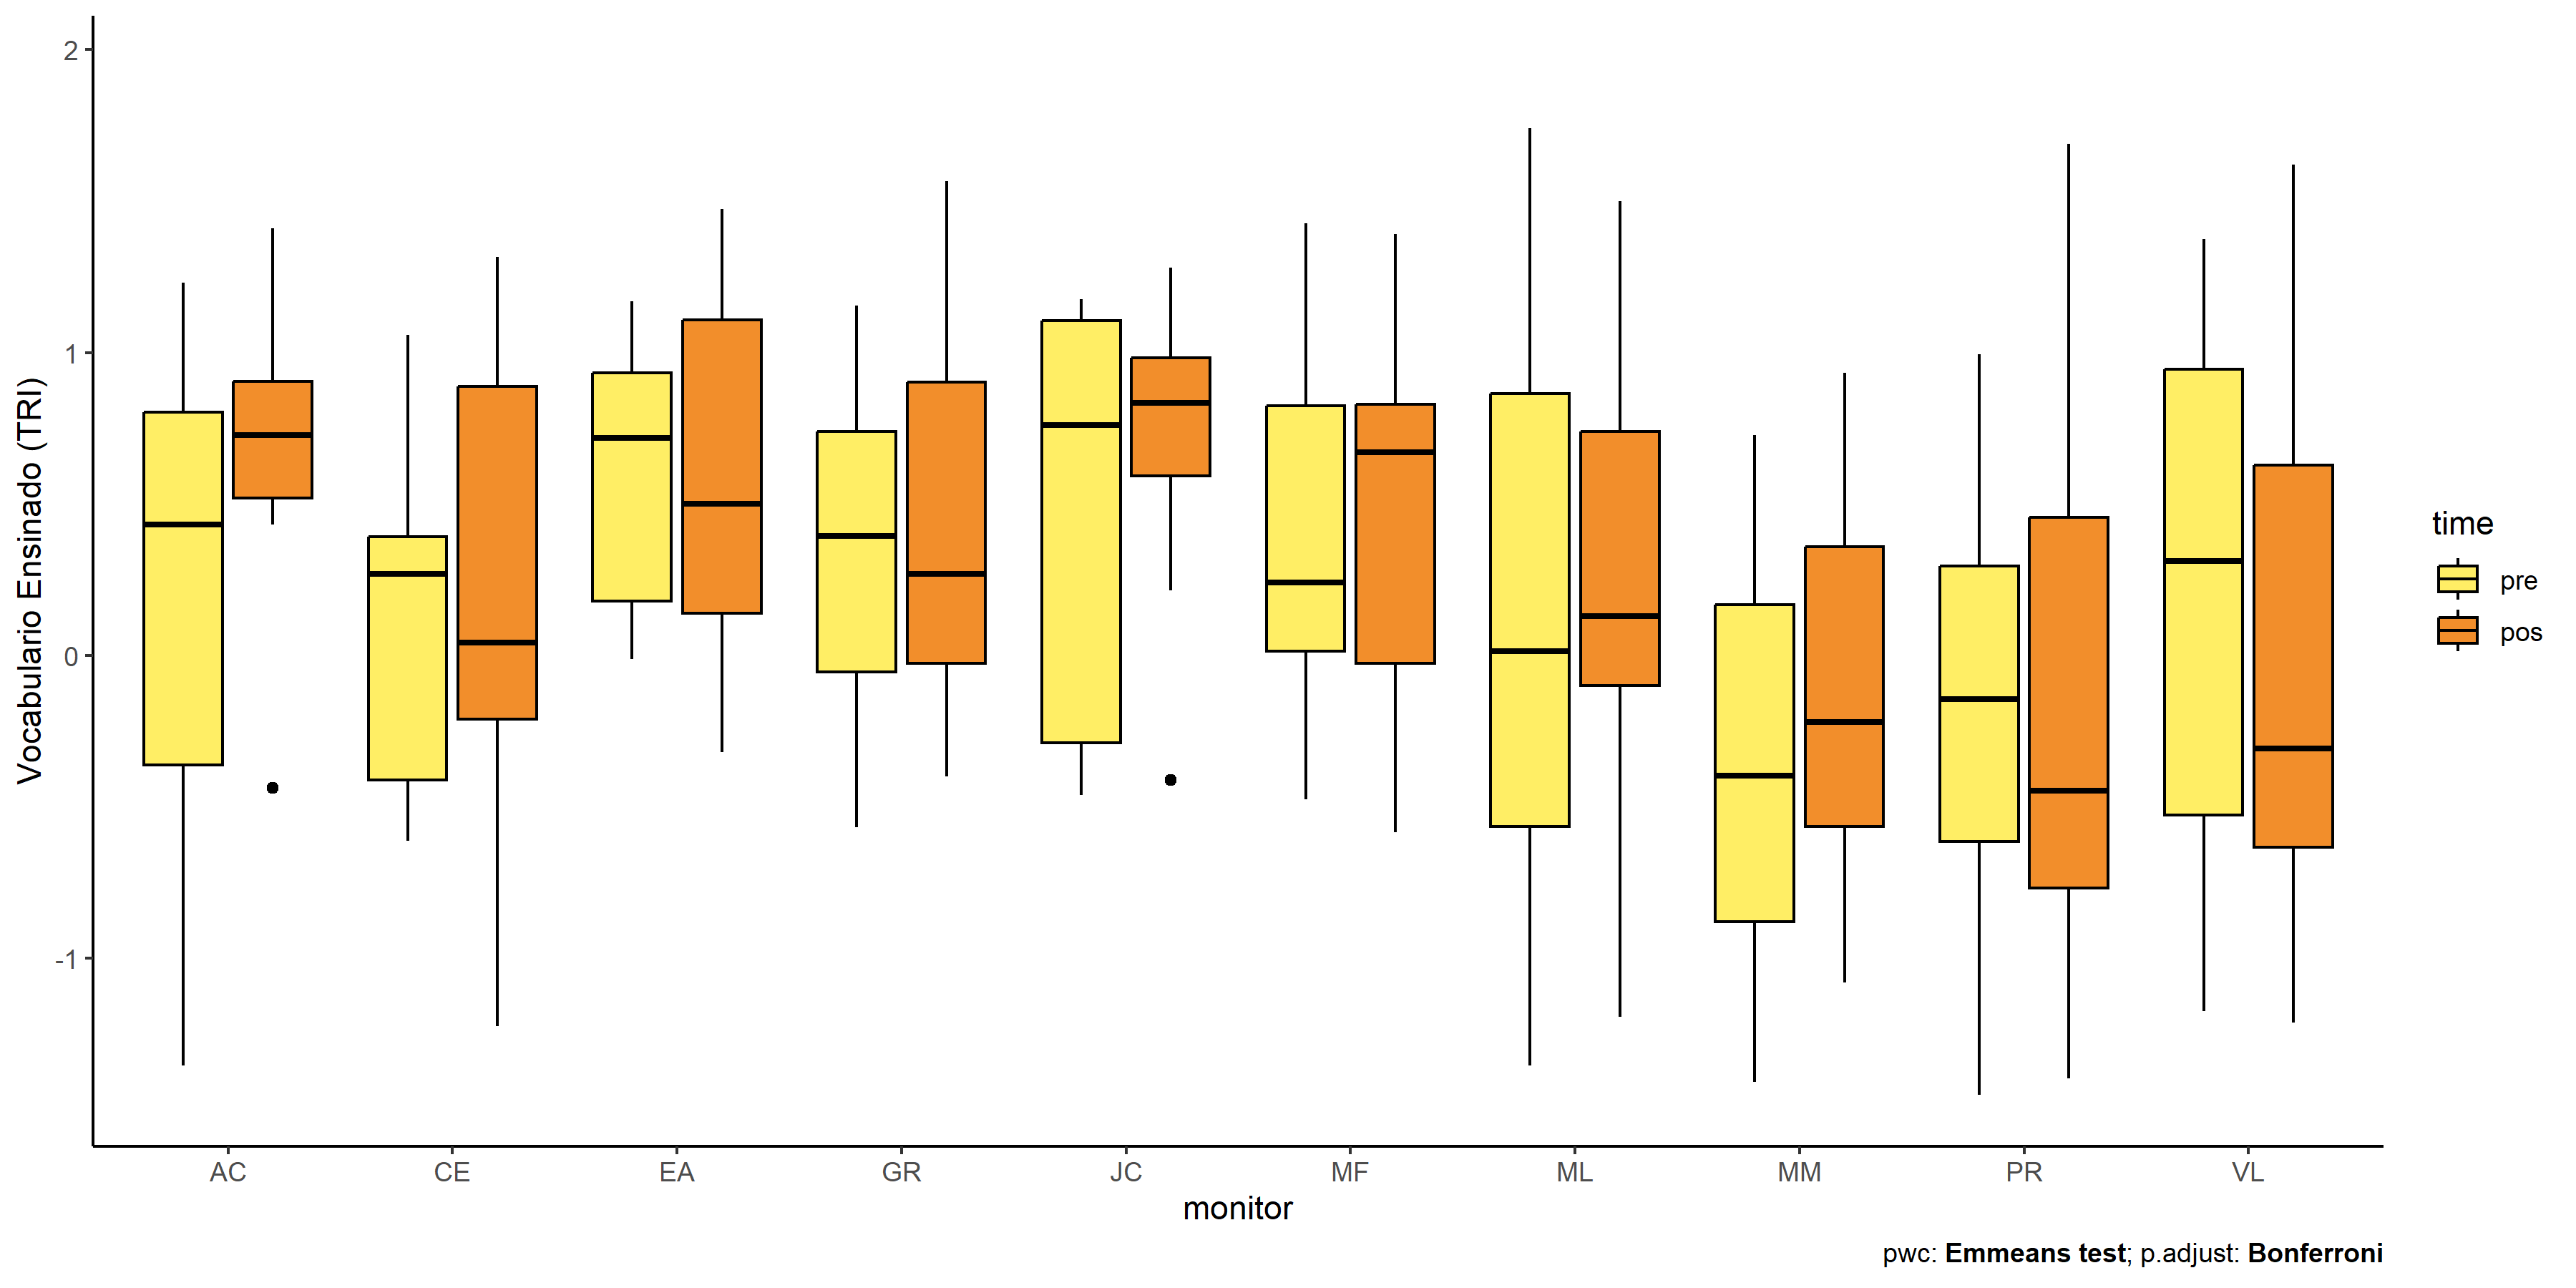 Vocabulario Ensinado (TRI)
2
1
0
-1
AC CE EA GR JC MF ML MM PR VL
monitor
time
pre
pos
pwc: Emmeans test; p.adjust: Bonferroni